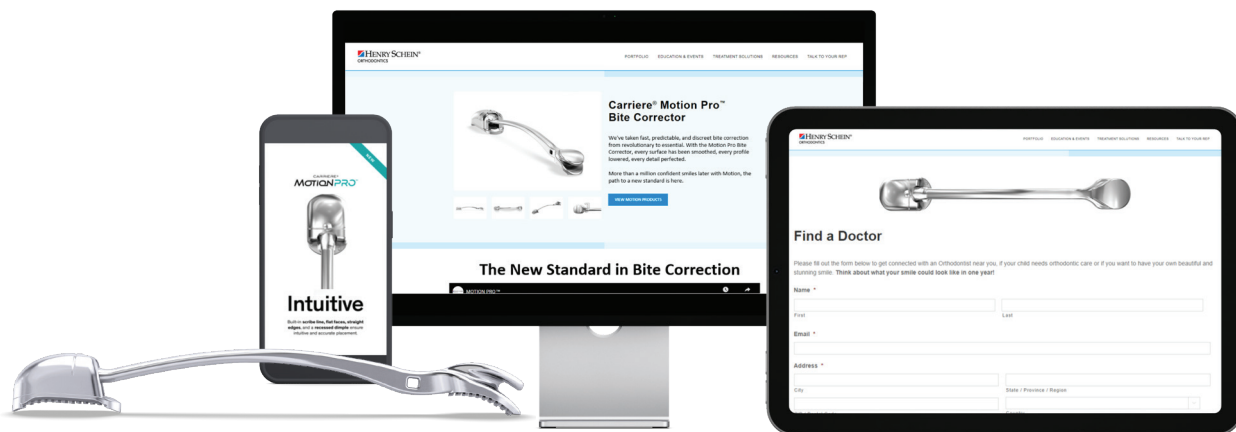 NEW
CARRIERE®
MOTIONPRO™
Intuitive
Built-in scribe line, flat faces, straight
edges, and a recessed dimple ensure
intuitive and accurate placement.
HENRY SCHEIN®
ORTHODONTICS
PORTFOLIO EDUCATION & EVENTS TREATMENT SOLUTIONS RESOURCES TALK TO YOUR REP
Carriere® Motion Pro™
Bite Corrector
We've taken fast, predictable, and discreet bite correction
from revolutionary to essential. With the Motion Pro Bite
Corrector, every surface has been smoothed, every profile
lowered, every detail perfected.
More than a million confident smiles later with Motion, the
path to a new standard is here.
VIEW MOTION PRODUCTS
The New Standard in Bite Correction
MOTION PRO™
HENRY SCHEIN®
ORTHODONTICS
PORTFOLIO EDUCATION & EVENTS TREATMENT SOLUTIONS RESOURCES TALK TO YOUR REP
Find a Doctor
Please fill out the form below to get connected with an Orthodontist near you, if your child needs orthodontic care or if you want to have your own beautiful and
stunning smile. Think about what your smile could look like in one year!
Name *
First Last
Email *
Address *
City State / Province / Region